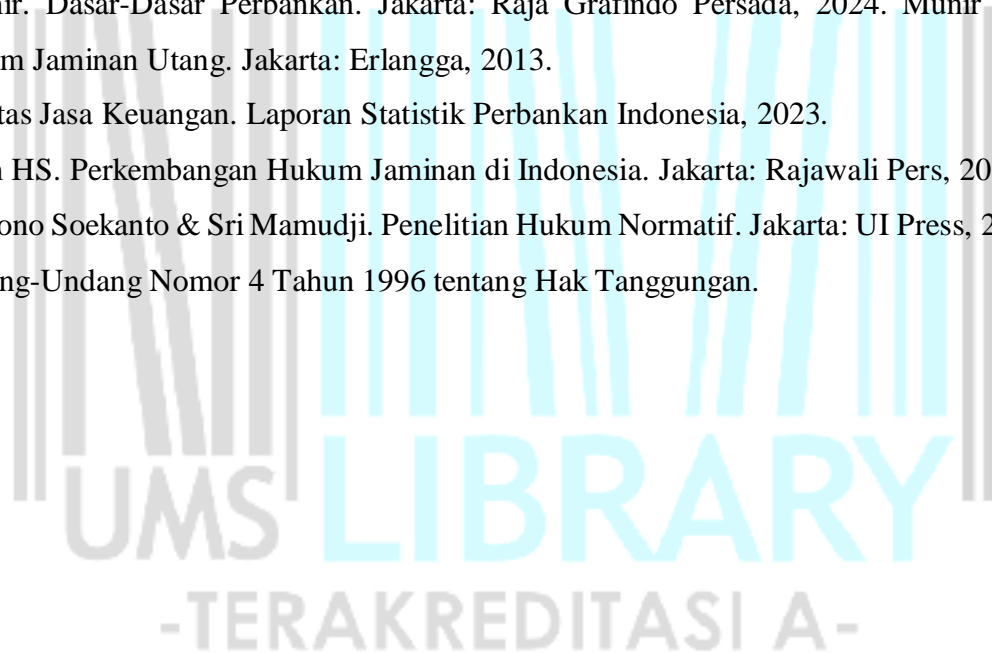 ir. Dasar-Dasar Perbankan. Jakarta: Raja Grafindo Persada, 2024. Munir
m Jaminan Utang. Jakarta: Erlangga, 2013.
tas Jasa Keuangan. Laporan Statistik Perbankan Indonesia, 2023.
HS. Perkembangan Hukum Jaminan di Indonesia. Jakarta: Rajawali Pers, 20
ono Soekanto & Sri Mamudji. Penelitian Hukum Normatif. Jakarta: UI Press, 2
ng-Undang Nomor 4 Tahun 1996 tentang Hak Tanggungan.
UMS LIBRARY
-TERAKREDITASI A-